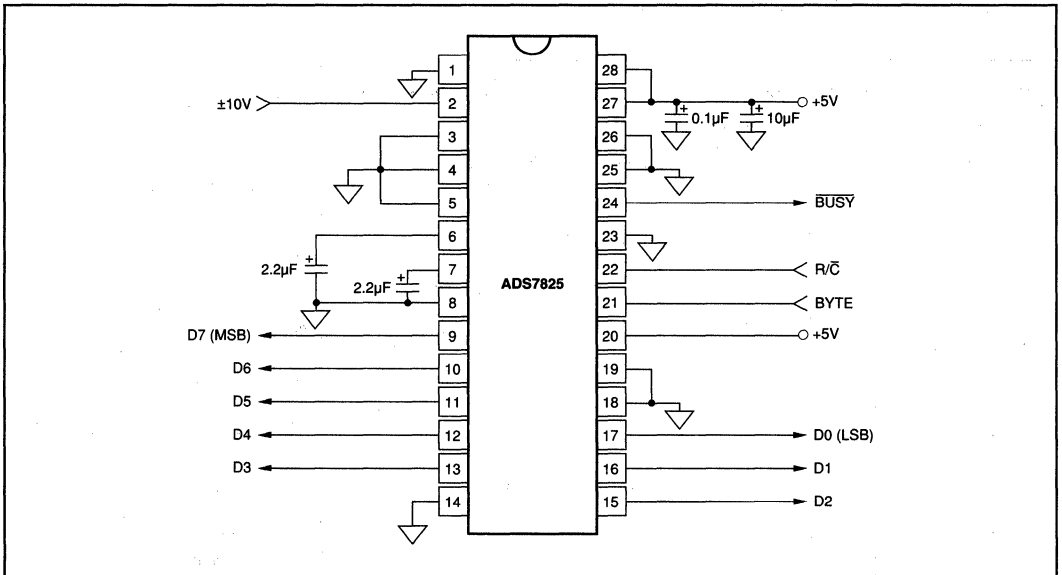 1
28
±10V
2
27
+5V
+
0.1µF
+
10µF
3
26
4
25
5
24
B̅U̅S̅Y̅
6
23
+
2.2µF
7
22
R/C̅
+
2.2µF
ADS7825
8
21
BYTE
D7 (MSB)
9
20
+5V
D6
10
19
D5
11
18
D4
12
17
D0 (LSB)
D3
13
16
D1
14
15
D2